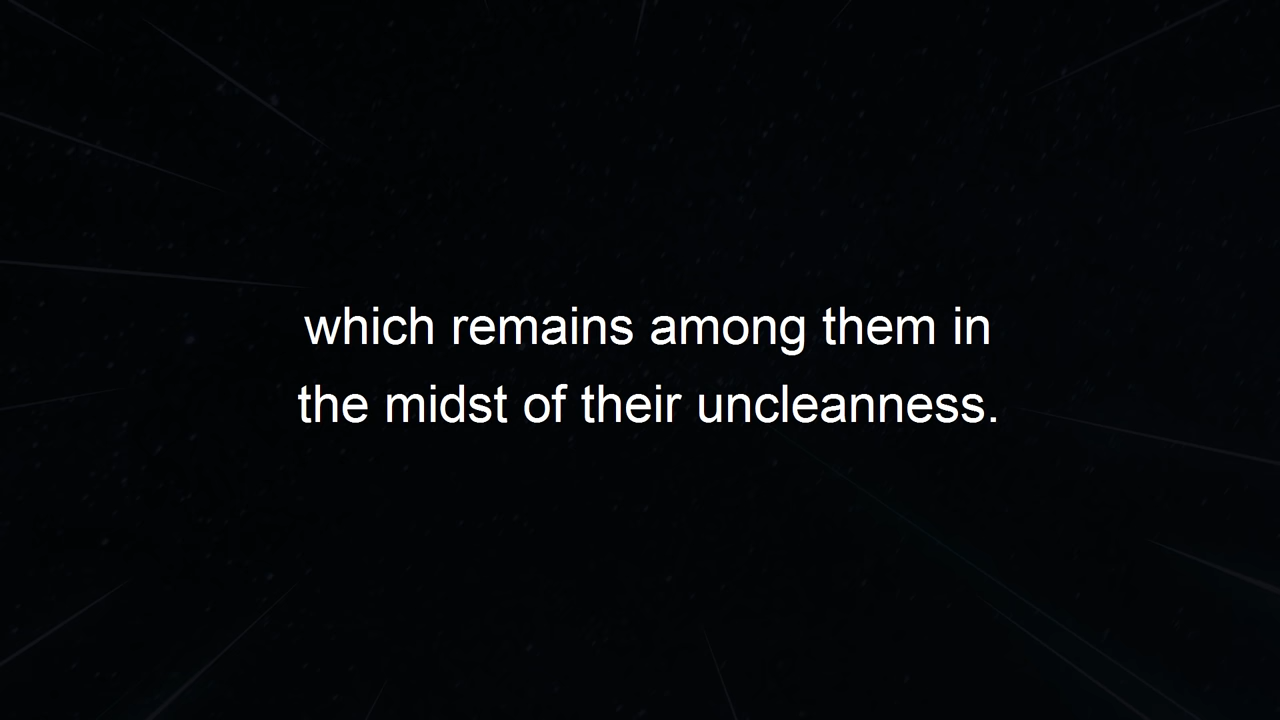 which remains among them in
the midst of their uncleanness.